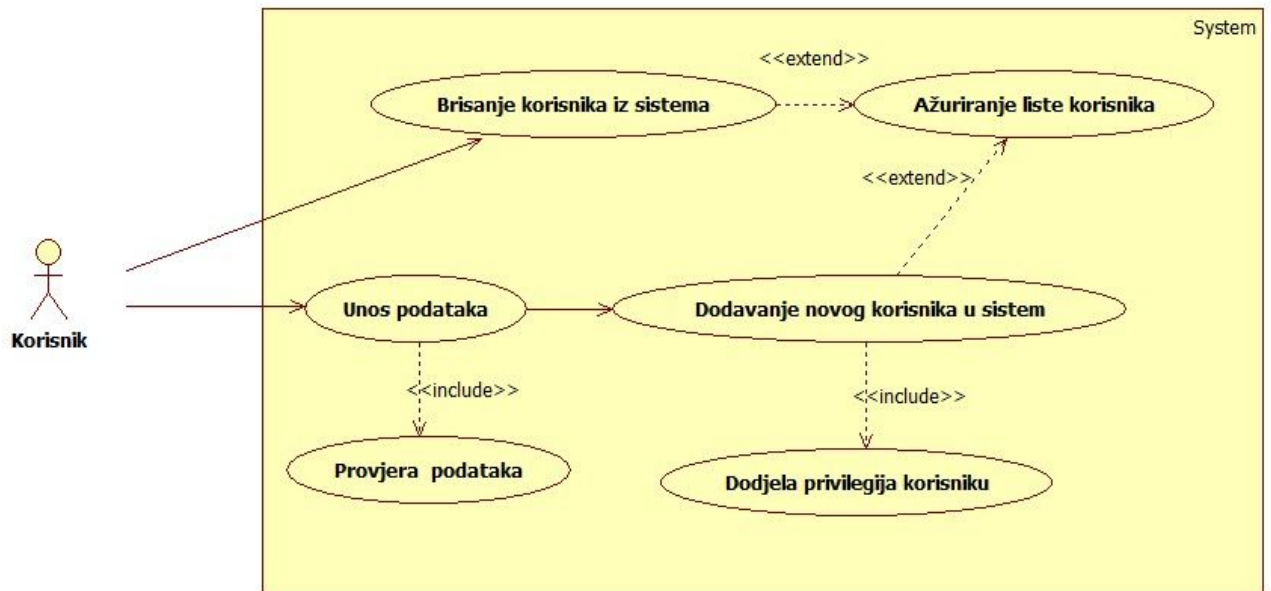 System
<<extend>>
Brisanje korisnika iz sistema
Ažuriranje liste korisnika
<<extend>>
Korisnik
Unos podataka
Dodavanje novog korisnika u sistem
<<include>>
<<include>>
Provjera podataka
Dodjela privilegija korisniku